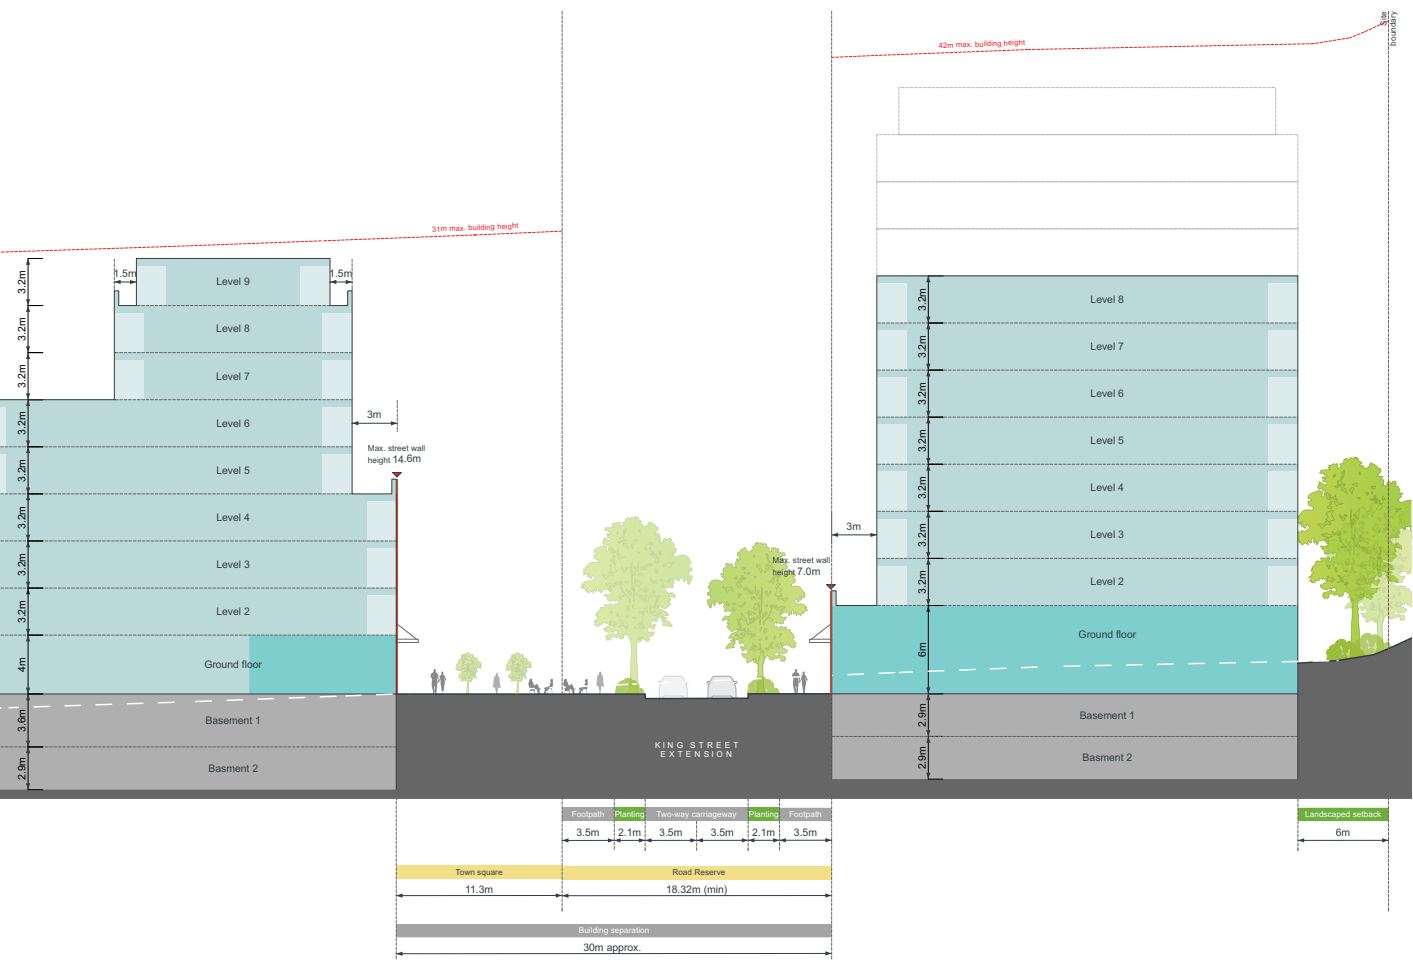 Site
boundary
42m max. building height
31m max. building height
3.2m
1.5m
Level 9
1.5m
3.2m
Level 8
3.2m
Level 7
3.2m
Level 6
3m
Max. street wall
height 14.6m
3.2m
Level 5
3.2m
Level 4
3.2m
Level 3
3.2m
Level 2
4m
Ground floor
3.6m
Basement 1
2.9m
Basment 2
3.2m
Level 8
3.2m
Level 7
3.2m
Level 6
3.2m
Level 5
3.2m
Level 4
3m
3.2m
Level 3
Max. street wall
height 7.0m
3.2m
Level 2
6m
Ground floor
2.9m
Basement 1
2.9m
Basement 2
KING STREET
EXTENSION
Footpath Planting Two-way carriageway Planting Footpath
3.5m 2.1m 3.5m 3.5m 2.1m 3.5m
Landscaped setback
6m
Town square Road Reserve
11.3m 18.32m (min)
Building separation
30m approx.